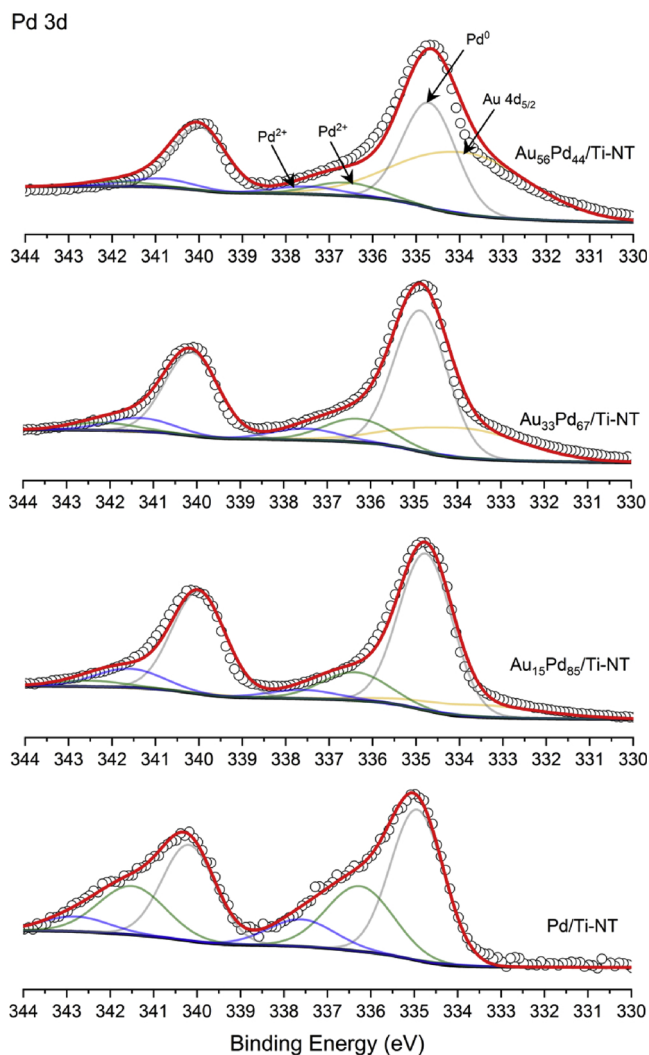 Pd 3d
Pd⁰
Au 4d₅/₂
Pd²⁺
Pd²⁺
Au₅₆Pd₄₄/Ti-NT
344 342 341 340 339 338 337 336 334 333 332 331 330
Au₃₃Pd₆₇/Ti-NT
344 343 342 341 340 339 338 337 336 335 334 333 332 331 330
Au₁₅Pd₈₅/Ti-NT
344 343 342 341 340 339 338 337 336 335 334 333 332 331 330
Pd/Ti-NT
344 343 342 341 340 339 338 337 336 335 334 333 332 331 330
Binding Energy (eV)